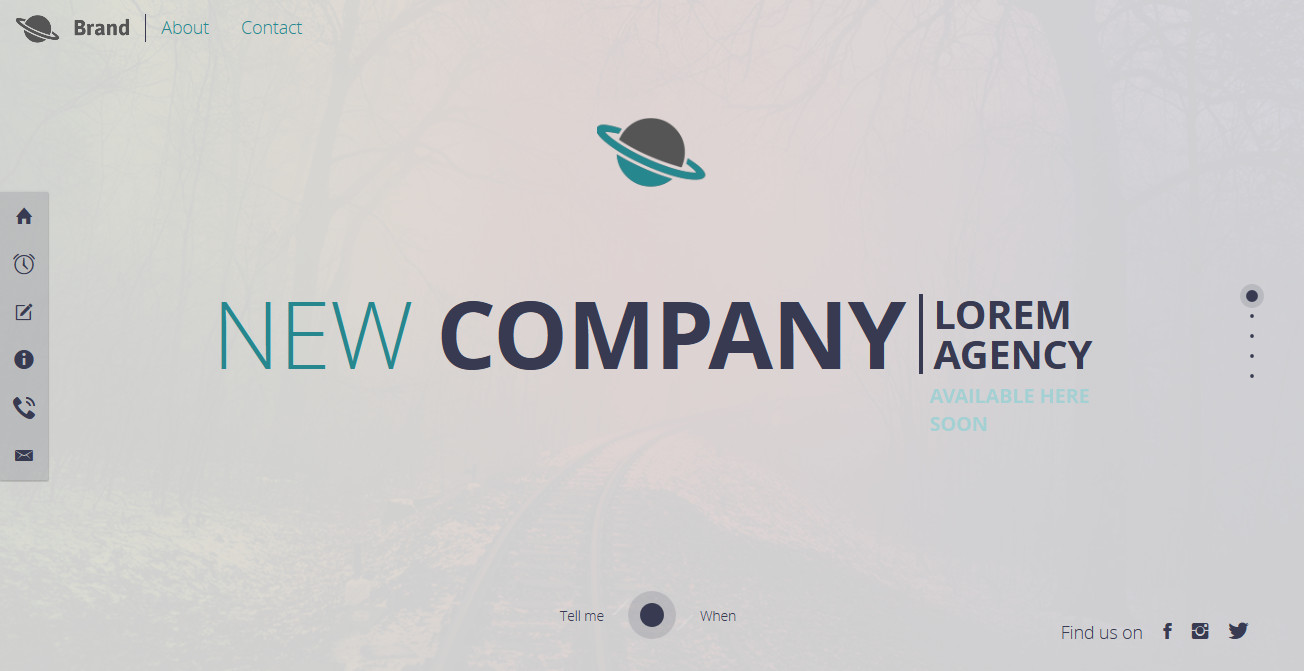 Brand About Contact
NEW COMPANY
LOREM
AGENCY
AVAILABLE HERE
SOON
Tell me When
Find us on